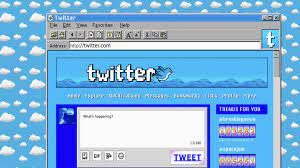 Twitter
File Edit View Favorites Help
Address: http://twitter.com
twitter
Home Explore Notifications Messages Bookmarks Lists Profile More
TRENDS FOR YOU
What's happening?
GIF
TWEET